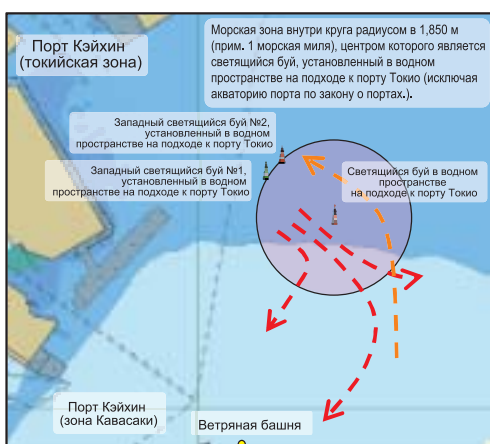 Порт Кэйхин
(токийская зона)
Морская зона внутри круга радиусом в 1,850 м
(прим. 1 морская миля), центром которого является
светящийся буй, установленный в водном
пространстве на подходе к порту Токио (исключая
акваторию порта по закону о портах.).
Западный светящийся буй №2,
установленный в водном
пространстве на подходе к порту Токио
Западный светящийся буй №1,
установленный в водном
пространстве на подходе к порту Токио
Светящийся буй в водном
пространстве
на подходе к порту Токио
Порт Кэйхин
(зона Кавасаки)
Ветряная башня